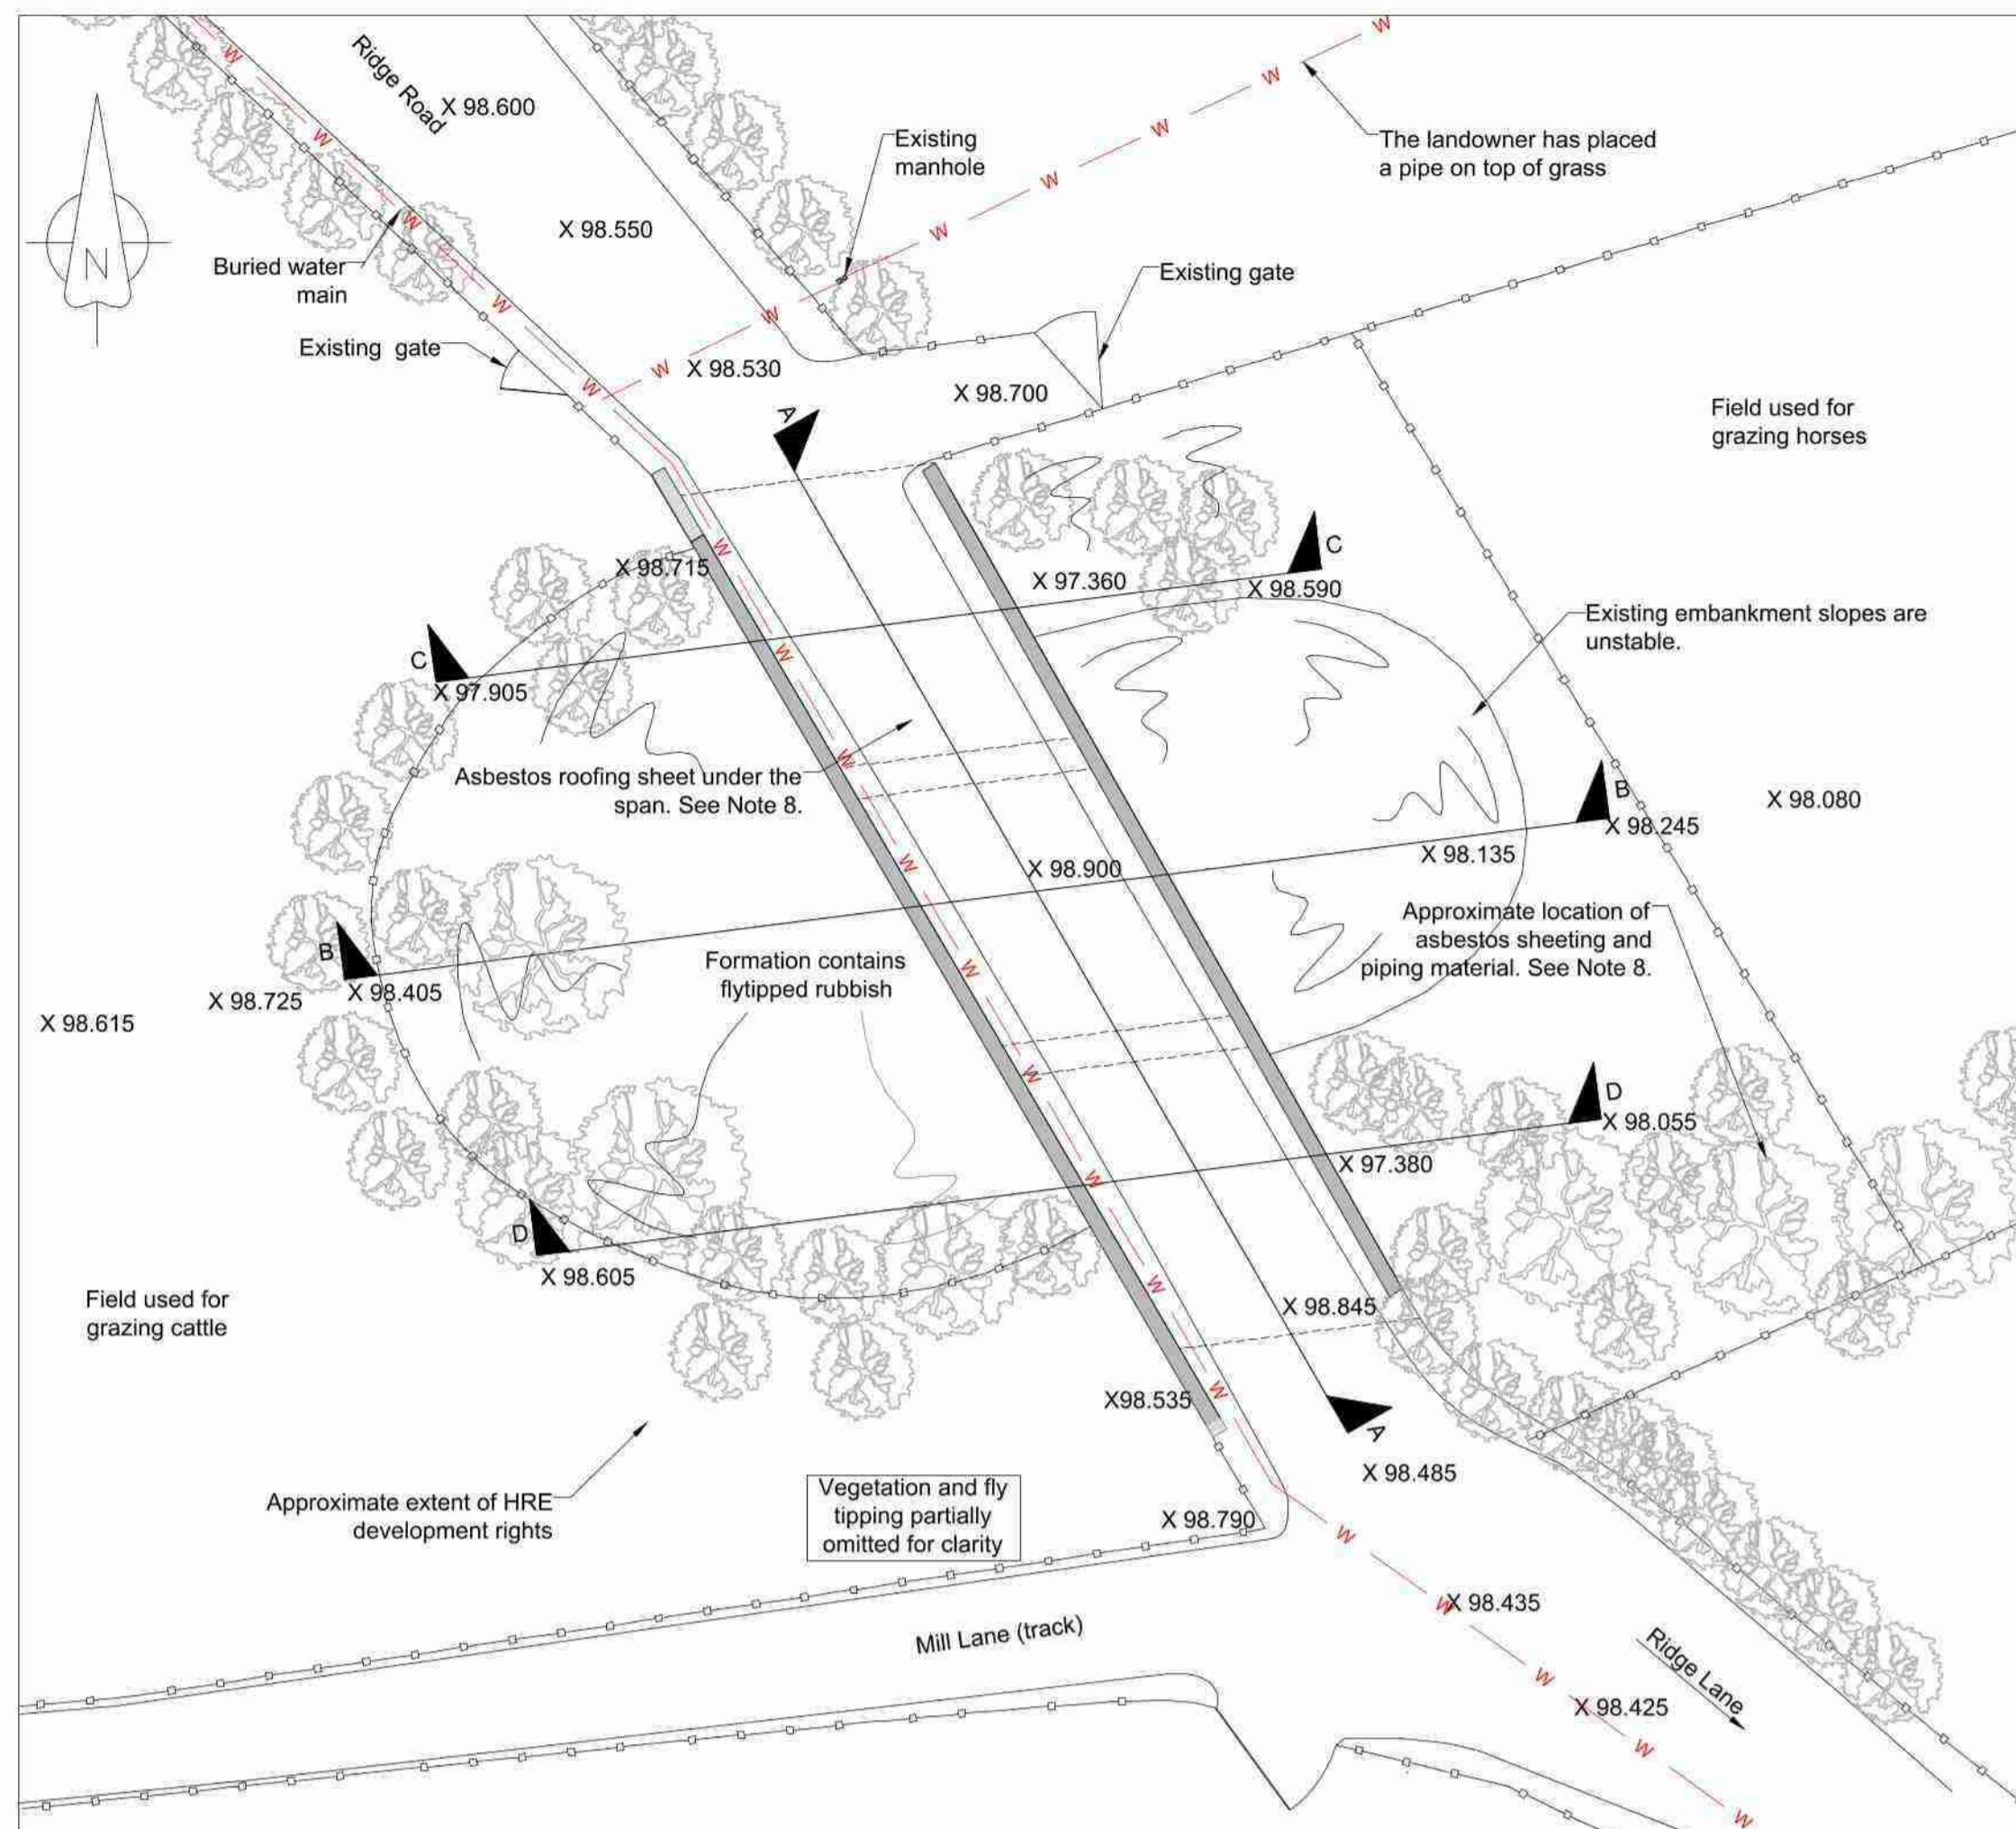 W
W
Ridge Road
X 98.600
W
Existing
manhole
The landowner has placed
a pipe on top of grass
W
W
W
W
X 98.550
W
W
N
Buried water
main
Existing gate
W
W
Existing gate
W
X 98.530
W
X 98.700
A
Field used for
grazing horses
W
C
X 98.715
X 97.360
X 98.590
Existing embankment slopes are
unstable.
C
W
X 97.905
Asbestos roofing sheet under the
span. See Note 8.
W
B
X 98.080
X 98.245
X 98.135
W
X 98.900
Approximate location of
asbestos sheeting and
piping material. See Note 8.
B
Formation contains
flytipped rubbish
W
X 98.405
X 98.725
X 98.615
W
D
X 98.055
X 97.380
W
D
X 98.605
W
Field used for
grazing cattle
X 98.845
W
X98.535
A
X 98.485
Approximate extent of HRE
development rights
Vegetation and fly
tipping partially
omitted for clarity
X 98.790
W
W
X 98.435
Mill Lane (track)
Ridge Lane
W
X 98.425
W
W